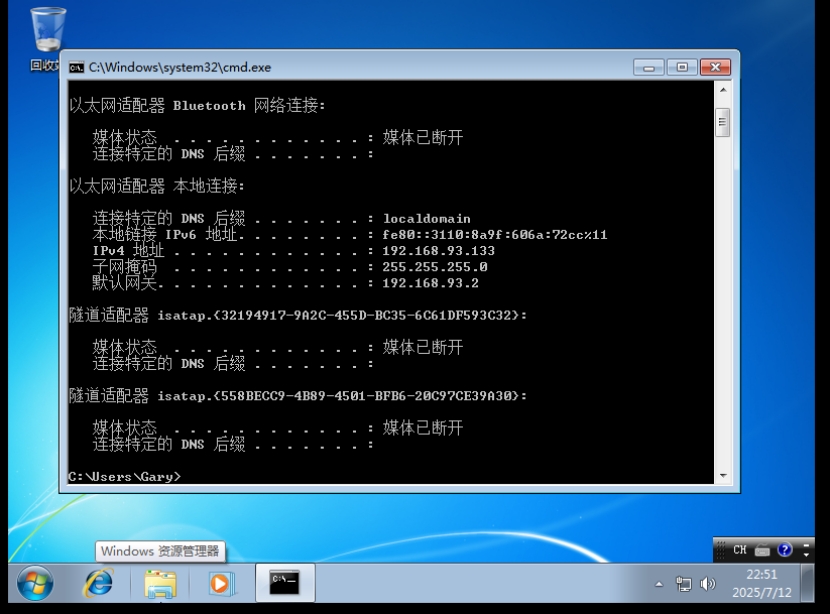 回收
C:\Windows\system32\cmd.exe
以太网适配器 Bluetooth 网络连接:
媒体状态 . . . . . . . . . . . . : 媒体已断开
连接特定的 DNS 后缀 . . . . . . . :
以太网适配器 本地连接:
连接特定的 DNS 后缀 . . . . . . . : localdomain
本地链接 IPv6 地址. . . . . . . . : fe80::3110:8a9f:606a:72cc%11
IPv4 地址 . . . . . . . . . . . . : 192.168.93.133
子网掩码 . . . . . . . . . . . . : 255.255.255.0
默认网关. . . . . . . . . . . . . : 192.168.93.2
隧道适配器 isatap.{32194917-9A2C-455D-BC35-6C61DF593C32}:
媒体状态 . . . . . . . . . . . . : 媒体已断开
连接特定的 DNS 后缀 . . . . . . . :
隧道适配器 isatap.{558BECC9-4B89-4501-BFB6-20C97CE39A30}:
媒体状态 . . . . . . . . . . . . : 媒体已断开
连接特定的 DNS 后缀 . . . . . . . :
C:\Users\Gary>
Windows 资源管理器
CH
22:51
2025/7/12